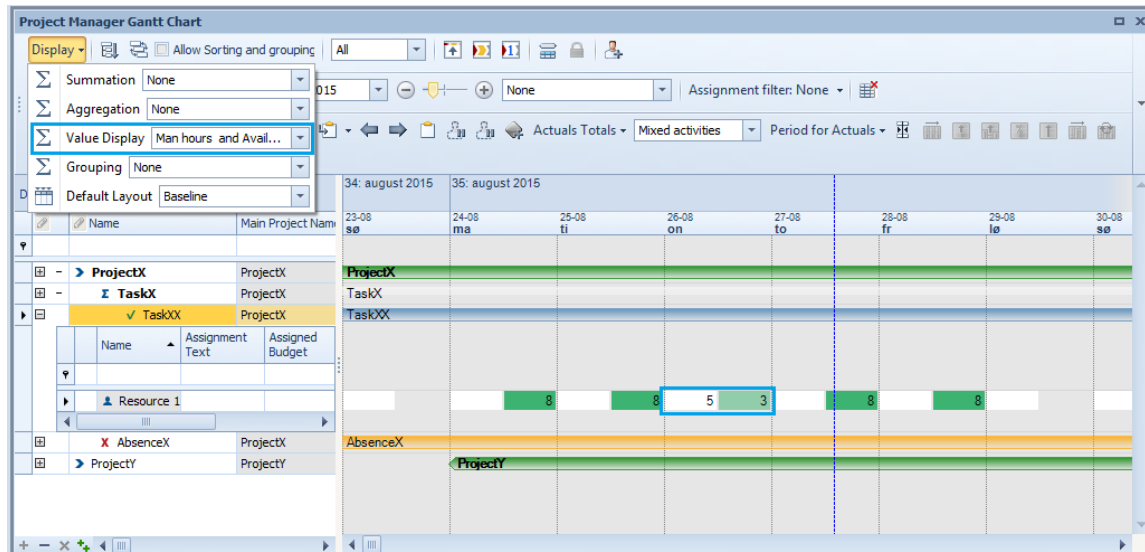 Project Manager Gantt Chart
Display Allow Sorting and grouping All
Σ Summation None 015 None Assignment filter: None
Σ Aggregation None
Σ Value Display Man hours and Avail... Actuals Totals Mixed activities Period for Actuals
Σ Grouping None
Default Layout Baseline
34: august 2015 35: august 2015
Name Main Project Name 23-08 24-08 25-08 26-08 27-08 28-08 29-08 30-08
sø ma ti on to fr lø sø
ProjectX ProjectX ProjectX
Σ TaskX ProjectX TaskX
TaskXX ProjectX TaskXX
Name Assignment Text Assigned Budget
Resource 1 8 8 5 3 8 8
X AbsenceX ProjectX AbsenceX
ProjectY ProjectY ProjectY